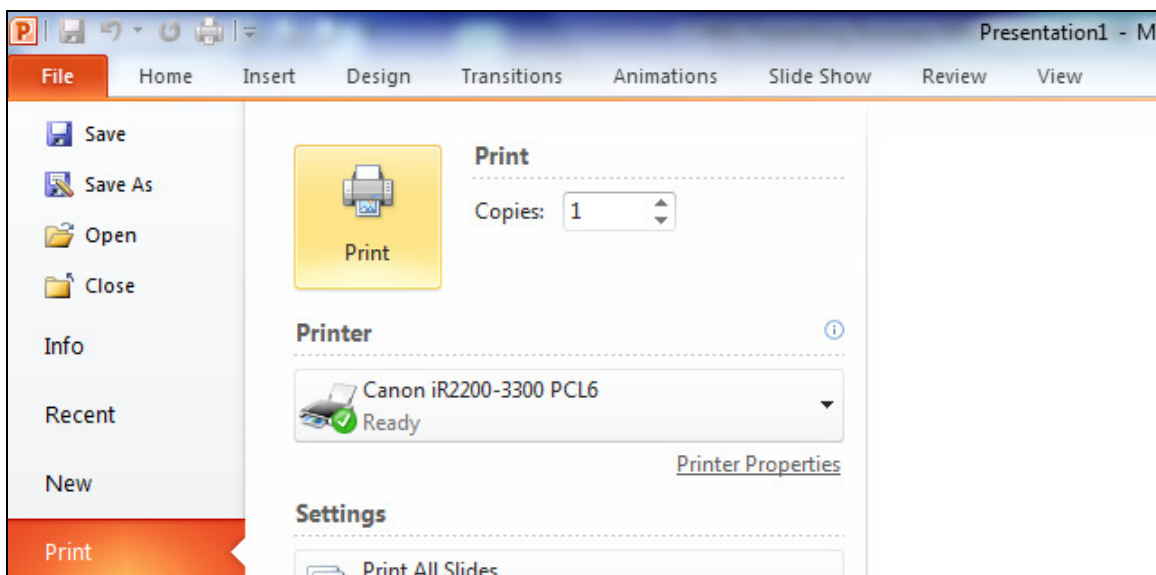 P
Presentation1 - M
File Home Insert Design Transitions Animations Slide Show Review View
Save
Save As
Open
Close
Info
Recent
New
Print
Print
Print
Copies: 1
Printer
Canon iR2200-3300 PCL6
Ready
Printer Properties
Settings
Print All Slides